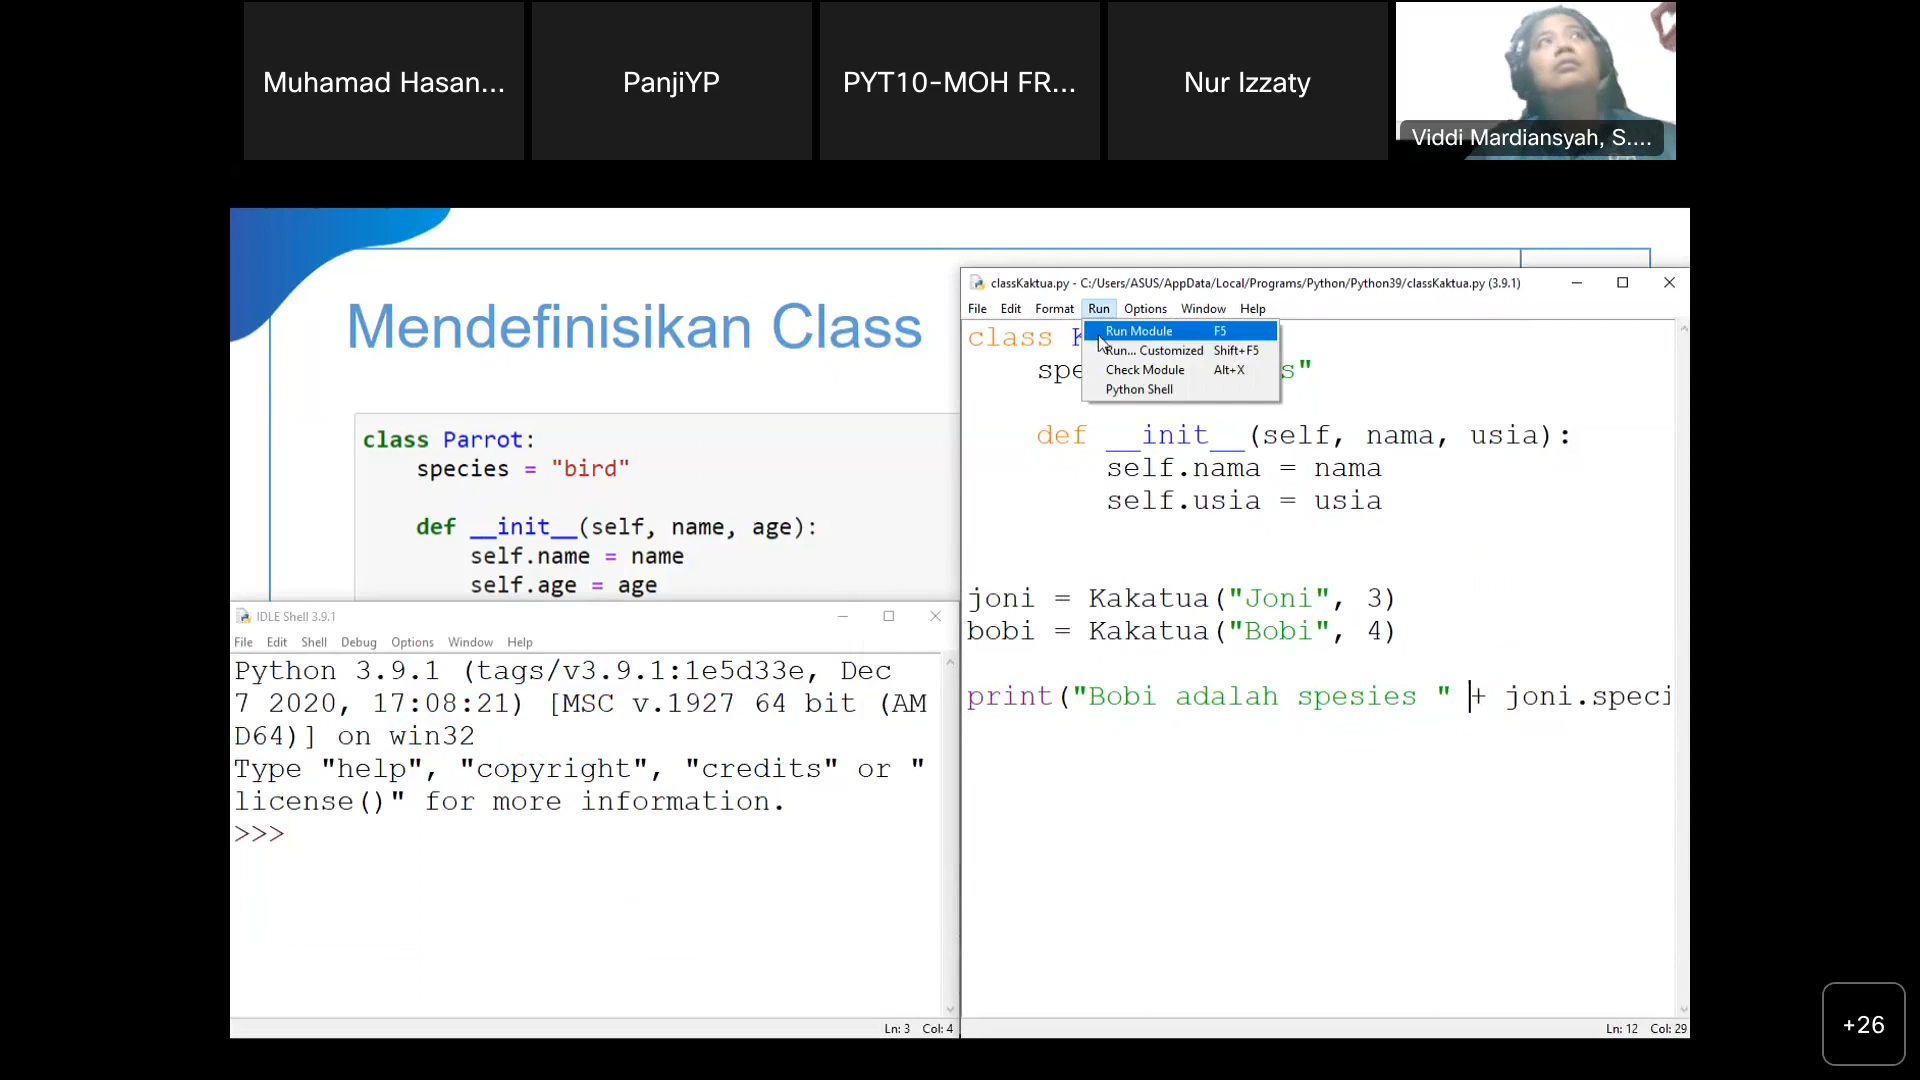 Muhamad Hasan...
PanjiYP
PYT10-MOH FR...
Nur Izzaty
Viddi Mardiansyah, S....
Mendefinisikan Class
class Parrot:
species = "bird"
def __init__(self, name, age):
self.name = name
self.age = age
classKaktua.py - C:/Users/ASUS/AppData/Local/Programs/Python/Python39/classKaktua.py (3.9.1)
File Edit Format Run Options Window Help
Run Module F5
Run... Customized Shift+F5
Check Module Alt+X
Python Shell
class K
spe s"
def __init__(self, nama, usia):
self.nama = nama
self.usia = usia
joni = Kakatua("Joni", 3)
bobi = Kakatua("Bobi", 4)
print("Bobi adalah spesies " + joni.speci
Ln: 12 Col: 29
IDLE Shell 3.9.1
File Edit Shell Debug Options Window Help
Python 3.9.1 (tags/v3.9.1:1e5d33e, Dec
7 2020, 17:08:21) [MSC v.1927 64 bit (AM
D64)] on win32
Type "help", "copyright", "credits" or "
license()" for more information.
>>>
Ln: 3 Col: 4
+26